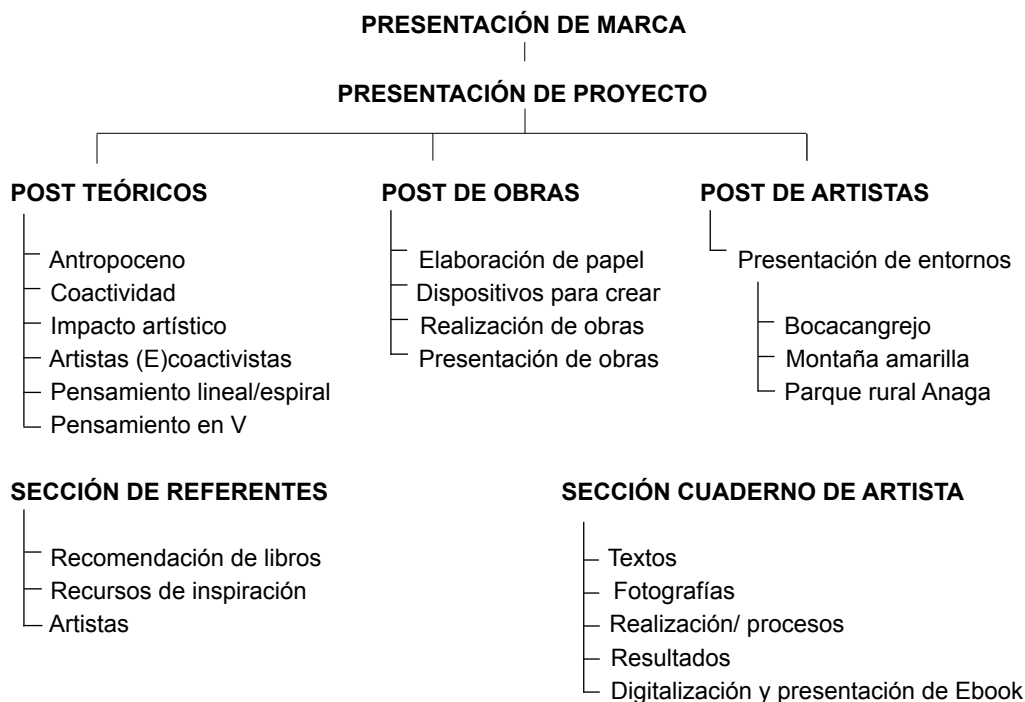 PRESENTACIÓN DE MARCA
PRESENTACIÓN DE PROYECTO
POST TEÓRICOS
Antropoceno
Coactividad
Impacto artístico
Artistas (E)coactivistas
Pensamiento lineal/espiral
Pensamiento en V
POST DE OBRAS
Elaboración de papel
Dispositivos para crear
Realización de obras
Presentación de obras
POST DE ARTISTAS
Presentación de entornos
Bocacangrejo
Montaña amarilla
Parque rural Anaga
SECCIÓN DE REFERENTES
Recomendación de libros
Recursos de inspiración
Artistas
SECCIÓN CUADERNO DE ARTISTA
Textos
Fotografías
Realización/ procesos
Resultados
Digitalización y presentación de Ebook